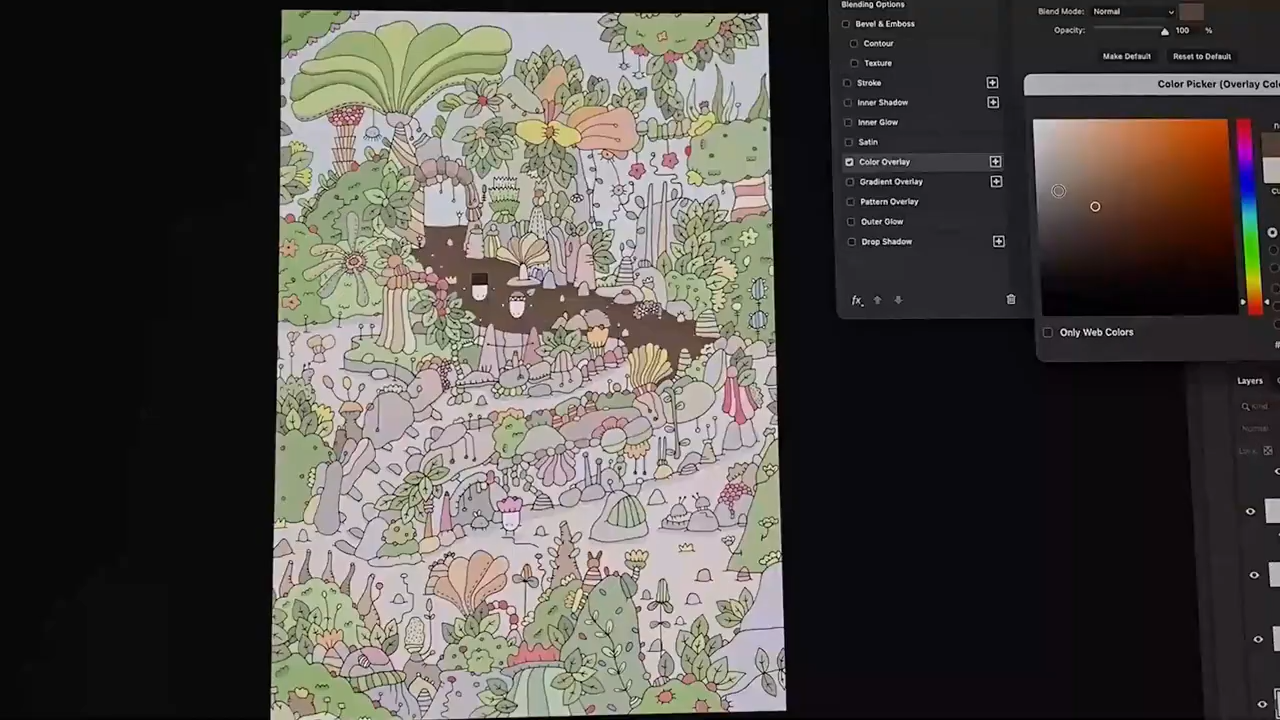 Blending Options
Bevel & Emboss
Contour
Texture
Stroke
Inner Shadow
Inner Glow
Satin
Color Overlay
Gradient Overlay
Pattern Overlay
Outer Glow
Drop Shadow
fx
Blend Mode: Normal
Opacity: 100 %
Make Default Reset to Default
Color Picker (Overlay
Only Web Colors
Layers